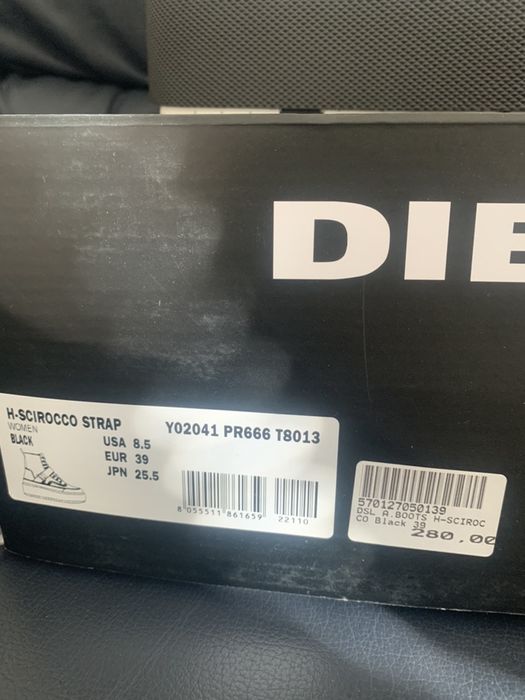 DIE
H-SCIROCCO STRAP
WOMEN
BLACK
USA 8.5
EUR 39
JPN 25.5
Y02041 PR666 T8013
8 055511 861659
22110
570127050139
DSL A.BOOTS H-SCIROC
CO Black 39
280,00